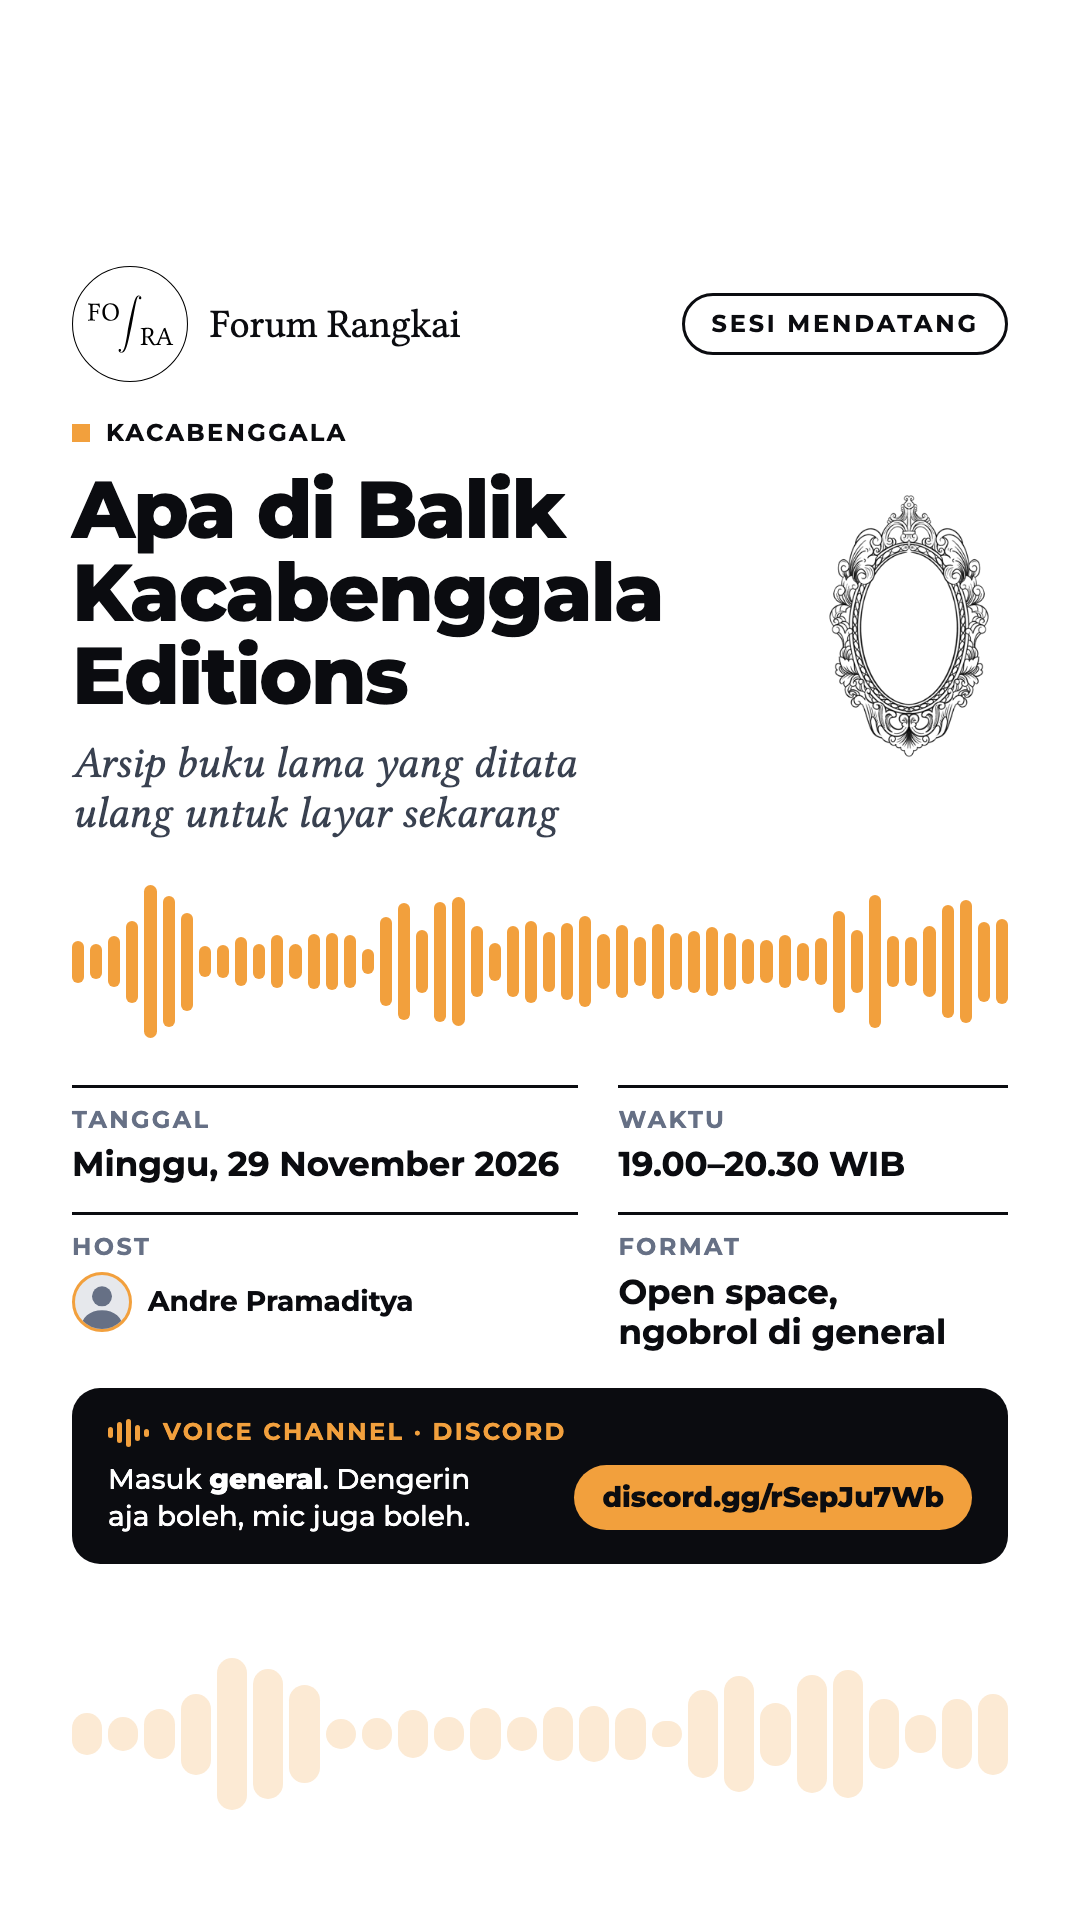 FO
RA
Forum Rangkai
SESI MENDATANG
KACABENGGALA
Apa di Balik
Kacabenggala
Editions
Arsip buku lama yang ditata
ulang untuk layar sekarang
TANGGAL
Minggu, 29 November 2026
WAKTU
19.00–20.30 WIB
HOST
Andre Pramaditya
FORMAT
Open space,
ngobrol di general
VOICE CHANNEL · DISCORD
Masuk general. Dengerin
aja boleh, mic juga boleh.
discord.gg/rSepJu7Wb